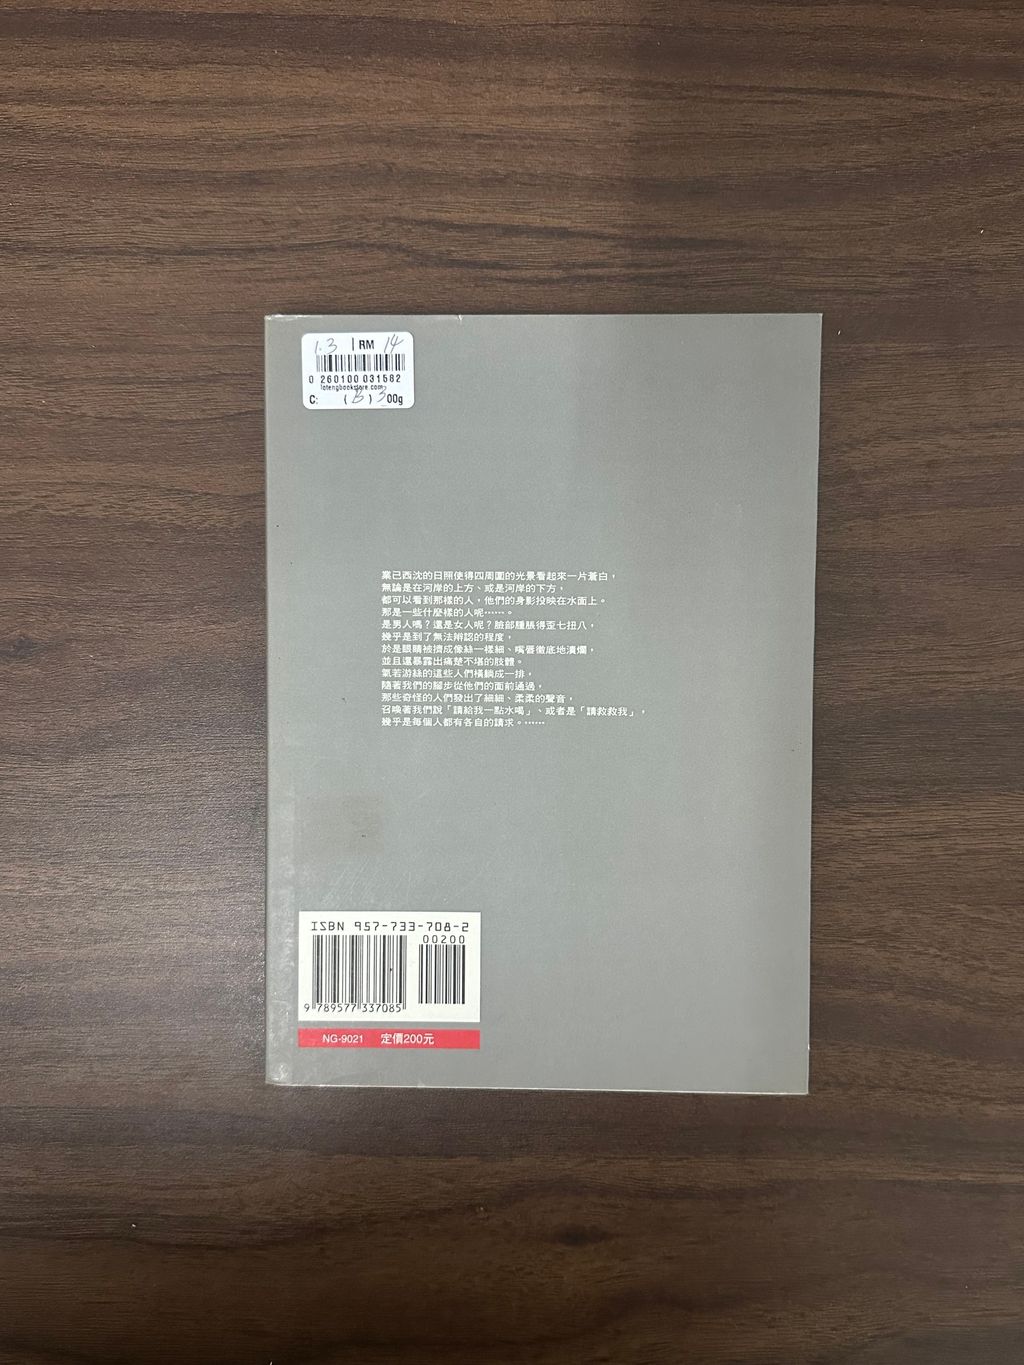 1.3 | RM 14
0 260100 031582
lotengbookstore.com
C: (B) 300g
業已西沈的日照使得四周圍的光景看起來一片蒼白，
無論是在河岸的上方、或是河岸的下方，
都可以看到那樣的人，他們的身影投映在水面上。
那是一些什麼樣的人呢……。
是男人嗎？還是女人呢？臉部腫脹得歪七扭八，
幾乎是到了無法辨認的程度，
於是眼睛被擠成像絲一樣細、嘴唇徹底地潰爛，
並且還暴露出痛楚不堪的肢體。
氣若游絲的這些人們橫躺成一排，
隨著我們的腳步從他們的面前通過，
那些奇怪的人們發出了細細、柔柔的聲音，
召喚著我們說「請給我一點水喝」、或者是「請救救我」，
幾乎是每個人都有各自的請求。……
ISBN 957-733-708-2
00200
9 789577 337085
NG-9021 定價200元